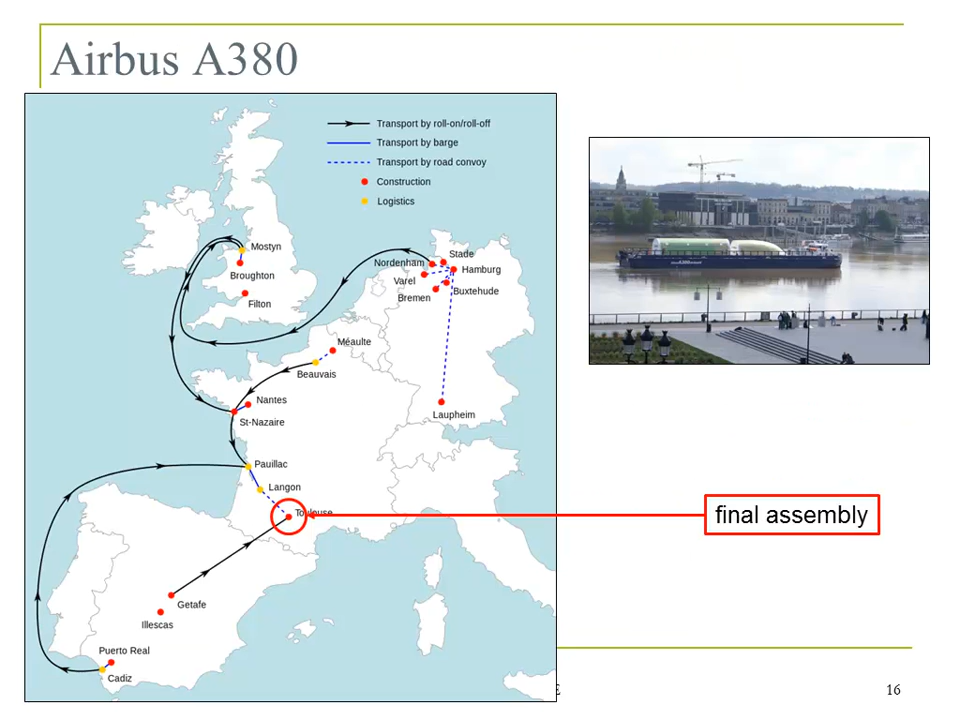 Airbus A380
Transport by roll-on/roll-off
Transport by barge
Transport by road convoy
Construction
Logistics
Mostyn
Broughton
Filton
Stade
Nordenham
Hamburg
Varel
Buxtehude
Bremen
Méaulte
Beauvais
Nantes
St-Nazaire
Laupheim
Pauillac
Langon
Toulouse
final assembly
Getafe
Illescas
Puerto Real
Cadiz
16